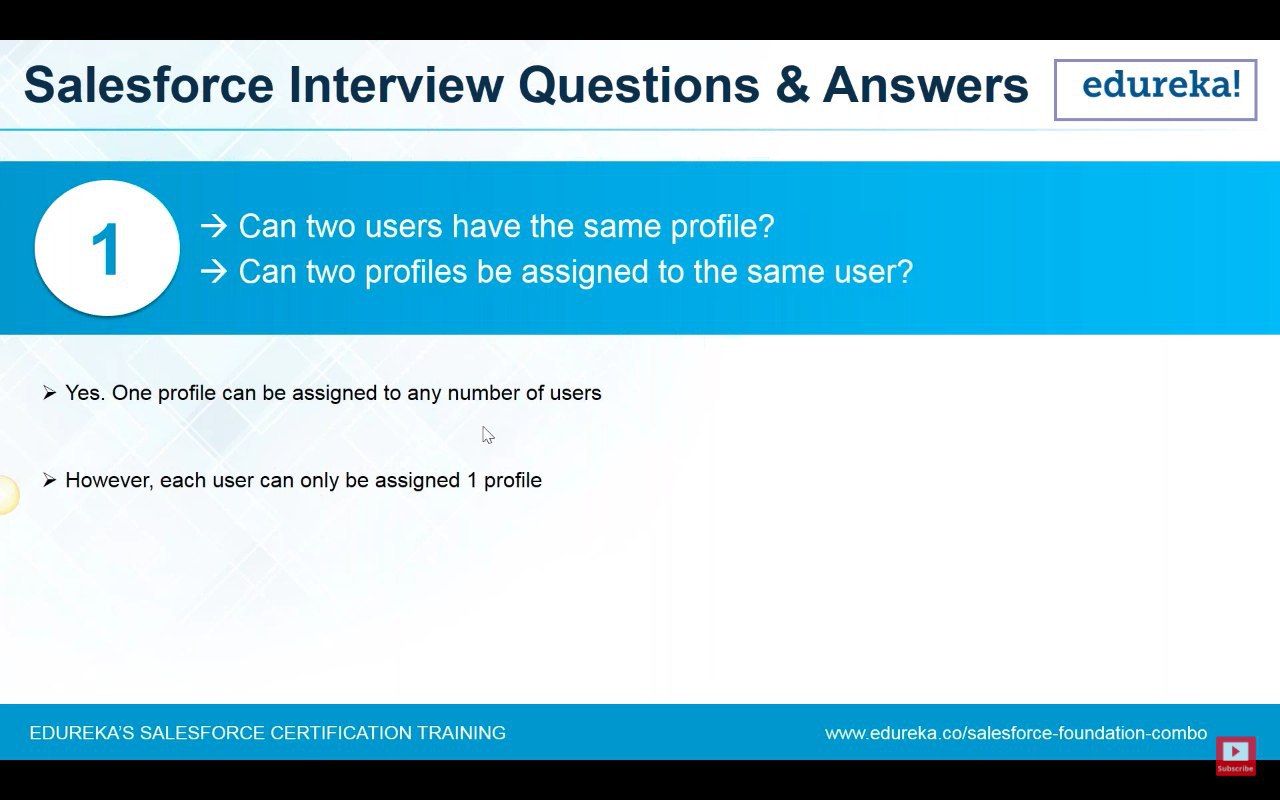 Salesforce Interview Questions & Answers
edureka!
1
→ Can two users have the same profile?
→ Can two profiles be assigned to the same user?
➢ Yes. One profile can be assigned to any number of users
➢ However, each user can only be assigned 1 profile
EDUREKA'S SALESFORCE CERTIFICATION TRAINING
www.edureka.co/salesforce-foundation-combo
Subscribe